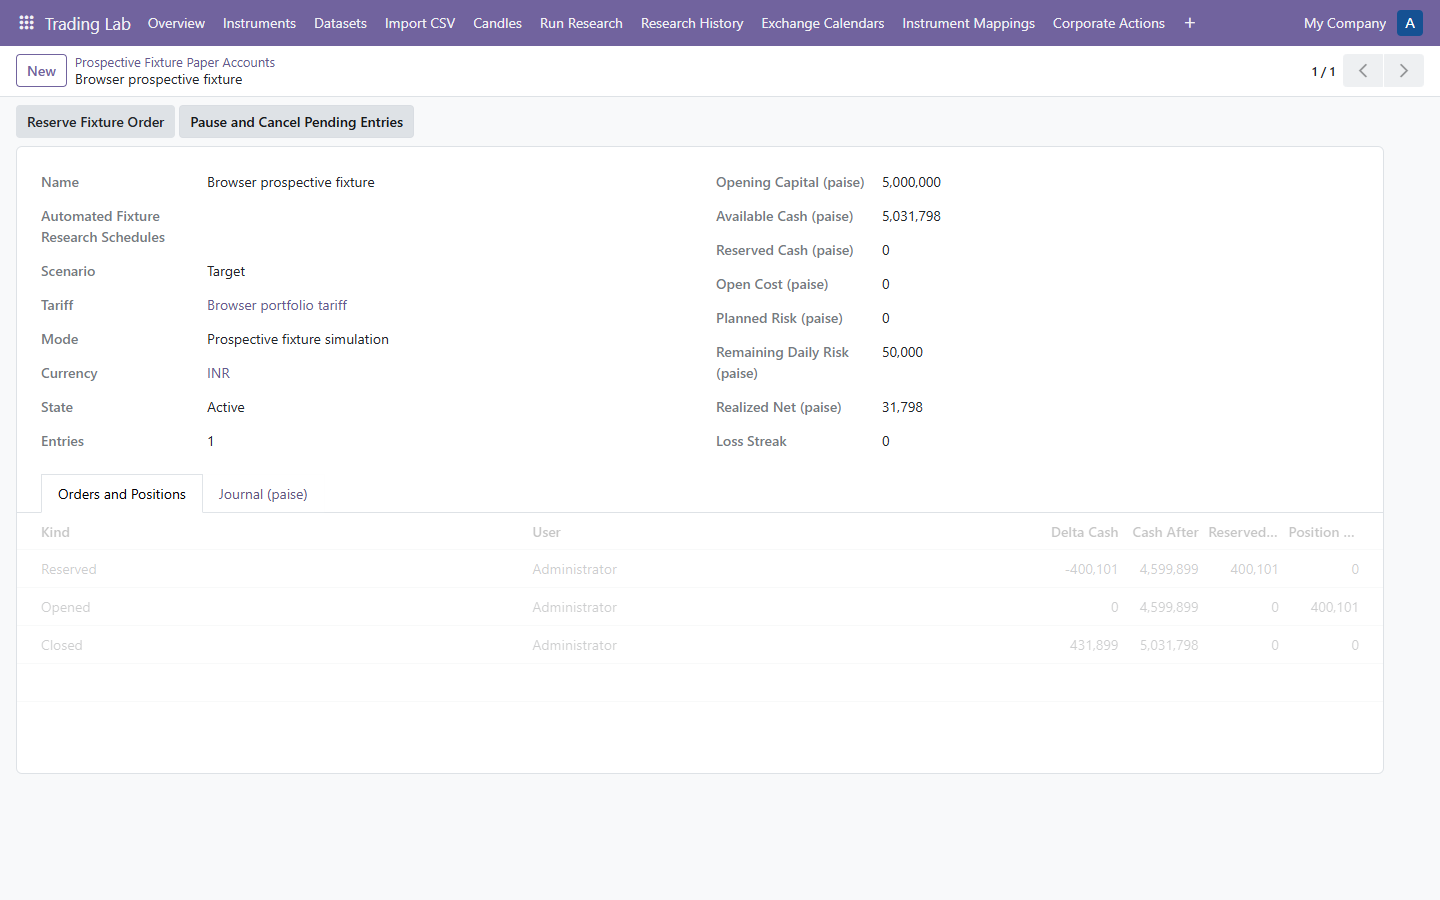 Trading Lab Overview Instruments Datasets Import CSV Candles Run Research Research History Exchange Calendars Instrument Mappings Corporate Actions + My Company A
New
Prospective Fixture Paper Accounts
Browser prospective fixture
1 / 1
Reserve Fixture Order Pause and Cancel Pending Entries
Name Browser prospective fixture
Automated Fixture
Research Schedules
Scenario Target
Tariff Browser portfolio tariff
Mode Prospective fixture simulation
Currency INR
State Active
Entries 1
Opening Capital (paise) 5,000,000
Available Cash (paise) 5,031,798
Reserved Cash (paise) 0
Open Cost (paise) 0
Planned Risk (paise) 0
Remaining Daily Risk 50,000
(paise)
Realized Net (paise) 31,798
Loss Streak 0
Orders and Positions Journal (paise)
Kind User Delta Cash Cash After Reserved... Position ...
Reserved Administrator -400,101 4,599,899 400,101 0
Opened Administrator 0 4,599,899 0 400,101
Closed Administrator 431,899 5,031,798 0 0